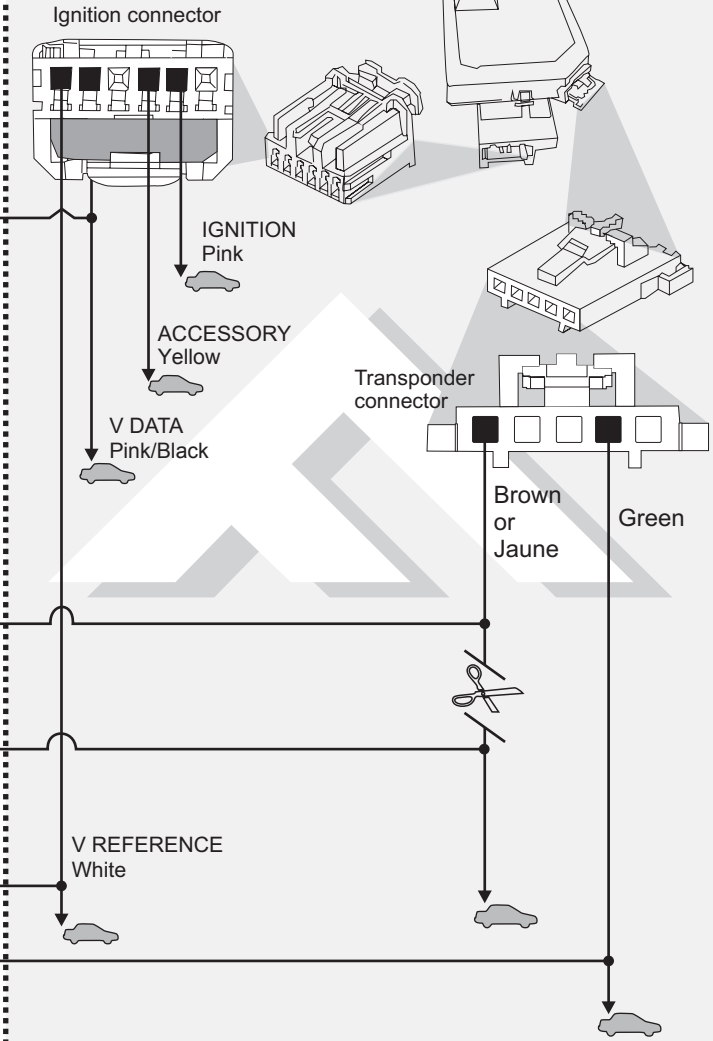 Ignition connector
IGNITION
Pink
ACCESSORY
Yellow
Transponder
connector
V DATA
Pink/Black
Brown
or
Jaune
Green
V REFERENCE
White